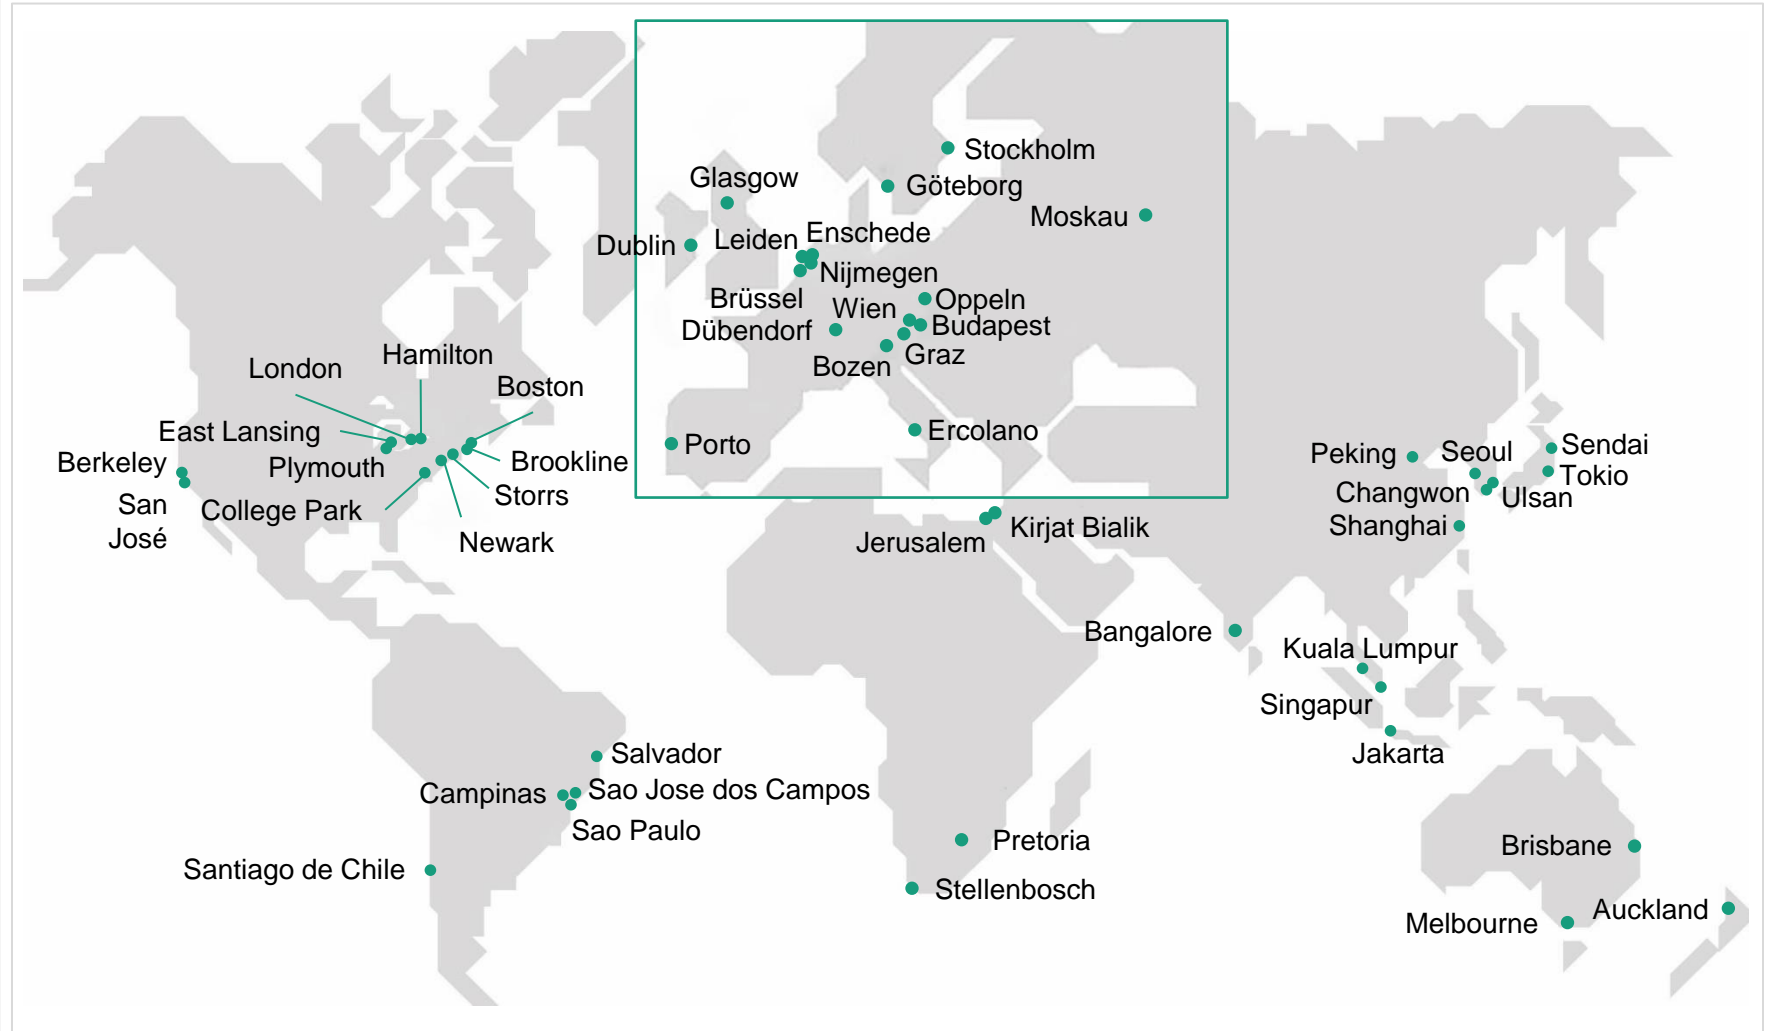 Stockholm
Glasgow
Göteborg
Moskau
Enschede
Dublin
Leiden
Nijmegen
Brüssel
Wien
Oppeln
Dübendorf
Budapest
Bozen
Graz
Ercolano
Porto
Hamilton
London
Boston
East Lansing
Plymouth
Berkeley
Brookline
San
José
College Park
Storrs
Newark
Kirjat Bialik
Jerusalem
Peking
Seoul
Sendai
Tokio
Changwon
Ulsan
Shanghai
Bangalore
Kuala Lumpur
Singapur
Jakarta
Salvador
Campinas
Sao Jose dos Campos
Sao Paulo
Santiago de Chile
Pretoria
Stellenbosch
Brisbane
Auckland
Melbourne